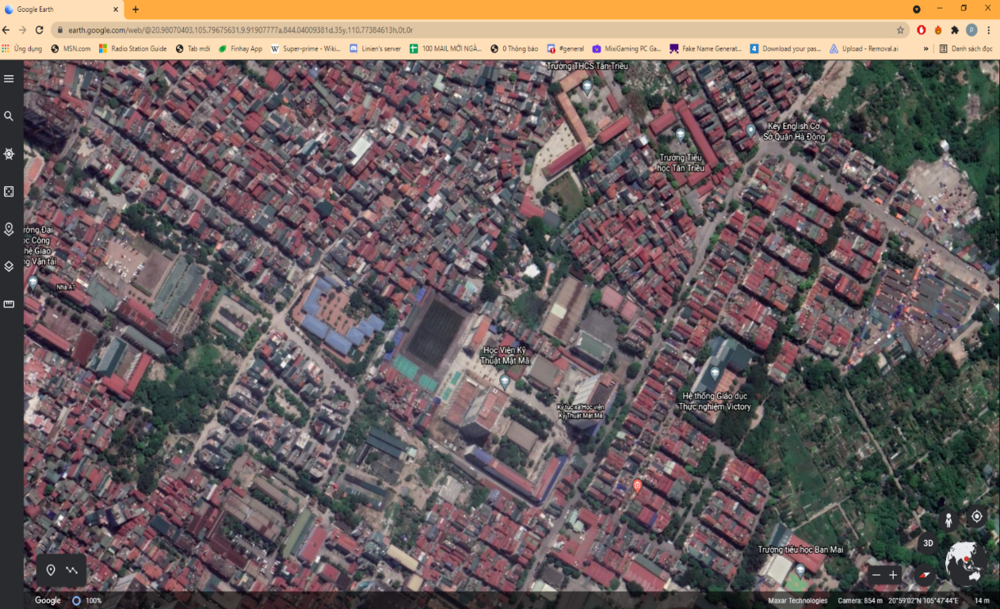 Google Earth
earth.google.com/web/@20.98070403,105.79675631,9.91907777a,844.04009381d,35y,110.77384613h,0t,0r
P
Ứng dụng
MSN.com
Radio Station Guide
Tab mới
Finhay App
Super-prime - Wiki...
Linien's server
100 MAIL MỚI NGÀ...
0 Thông báo
#general
MixiGaming PC Ga...
Fake Name Generat...
Download your pas...
Upload - Removal.ai
»
Danh sách đọc
Trường THCS Tân Triều
Key English Cơ
Sở Quận Hà Đông
Trường Tiểu
học Tân Triều
ường Đại
ọc Công
hệ Giao
ng Vận tải
Nhà A1
Học Viện Kỹ
Thuật Mật Mã
Ký túc xá Học viện
Kỹ Thuật Mật Mã
Hệ thống Giáo dục
Thực nghiệm Victory
Trường tiểu học Ban Mai
3D
Google
100%
Maxar Technologies
Camera: 854 m
20°59'02"N 105°47'44"E
14 m